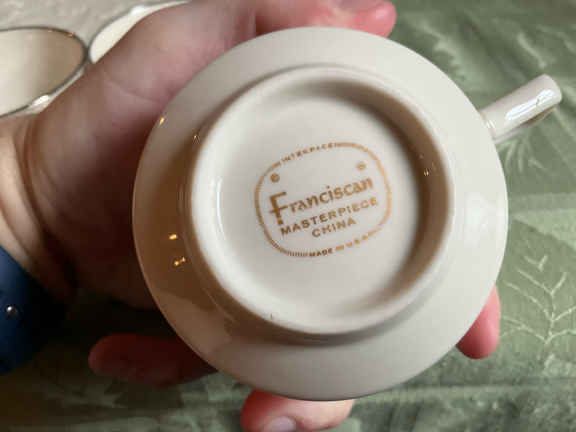 INTERPACE
®
Franciscan
MASTERPIECE
CHINA
MADE IN U.S.A.